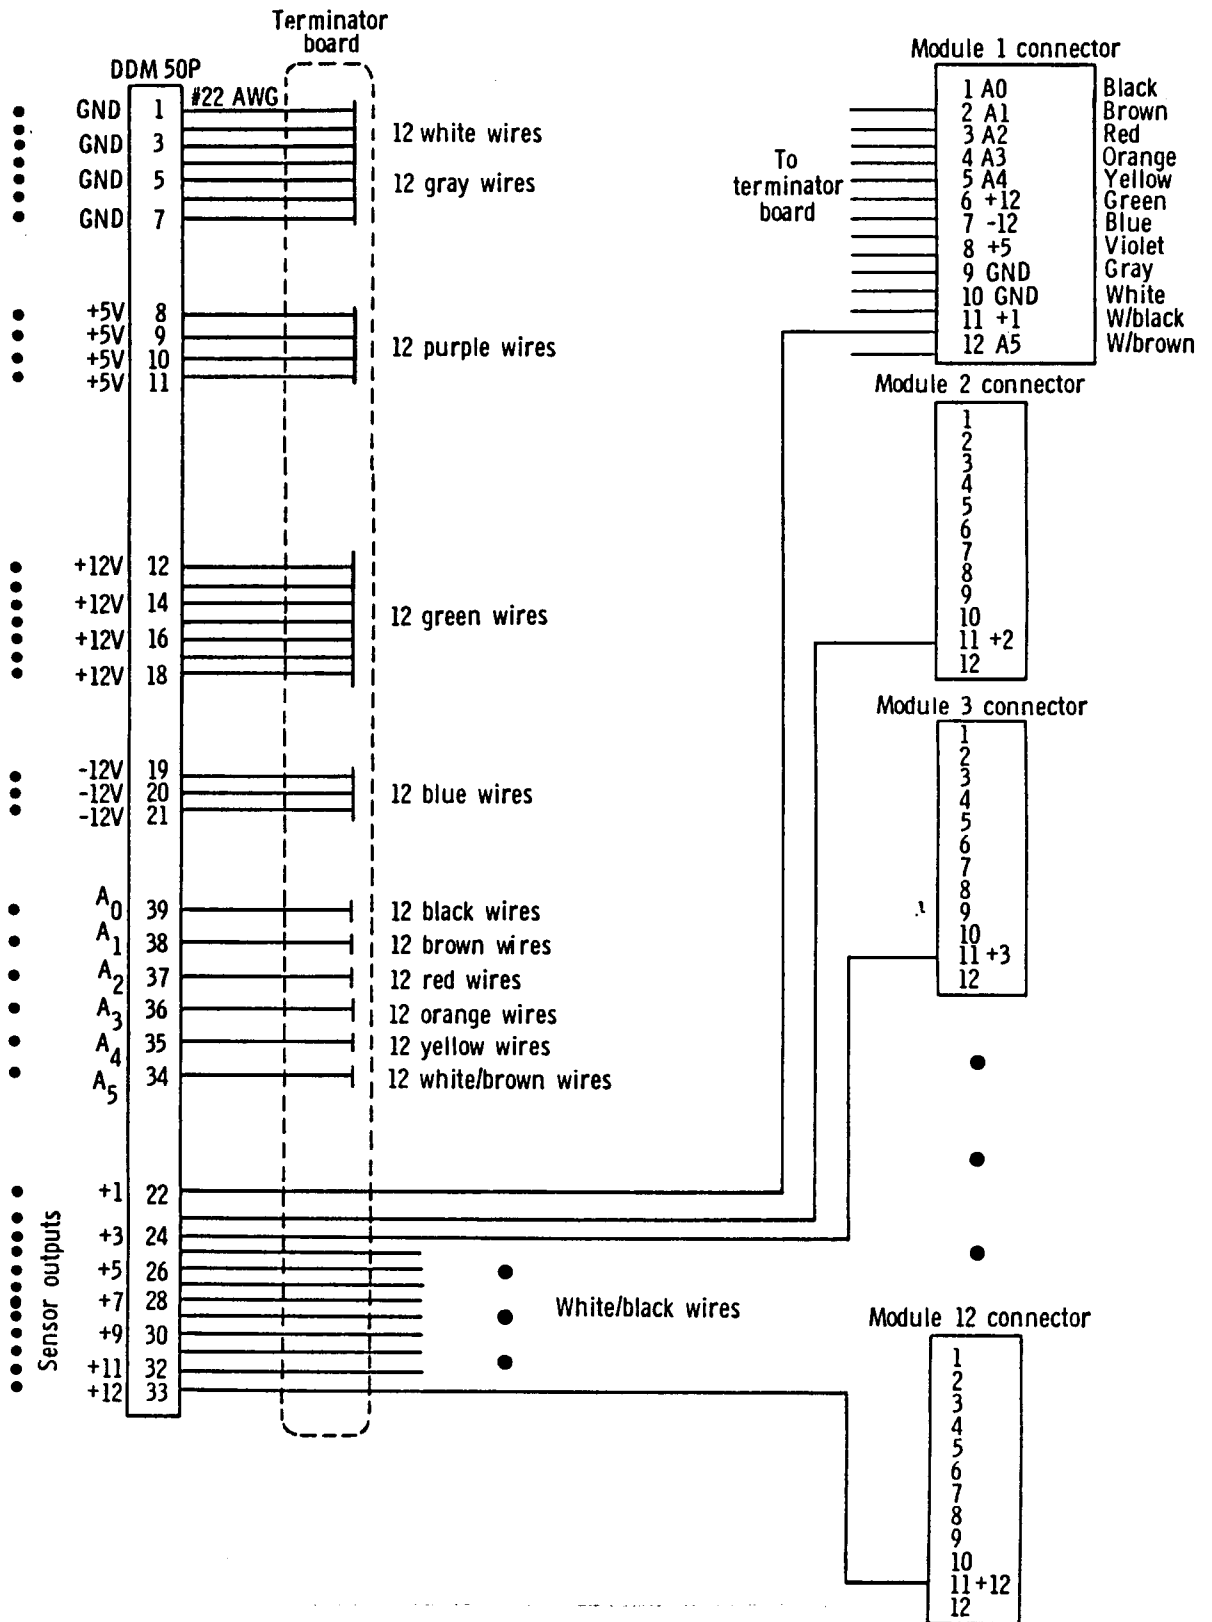 Terminator
board
DDM 50P
#22 AWG
GND 1
GND 3
GND 5
GND 7
12 white wires
12 gray wires
+5V 8
+5V 9
+5V 10
+5V 11
12 purple wires
+12V 12
+12V 14
+12V 16
+12V 18
12 green wires
-12V 19
-12V 20
-12V 21
12 blue wires
A0 39
12 black wires
A1 38
12 brown wires
A2 37
12 red wires
A3 36
12 orange wires
A4 35
12 yellow wires
A5 34
12 white/brown wires
Sensor outputs
+1 22
+3 24
+5 26
+7 28
+9 30
+11 32
+12 33
White/black wires
Module 1 connector
To
terminator
board
1 A0 Black
2 A1 Brown
3 A2 Red
4 A3 Orange
5 A4 Yellow
6 +12 Green
7 -12 Blue
8 +5 Violet
9 GND Gray
10 GND White
11 +1 W/black
12 A5 W/brown
Module 2 connector
1
2
3
4
5
6
7
8
9
10
11 +2
12
Module 3 connector
1
2
3
4
5
6
7
8
9
10
11 +3
12
Module 12 connector
1
2
3
4
5
6
7
8
9
10
11 +12
12